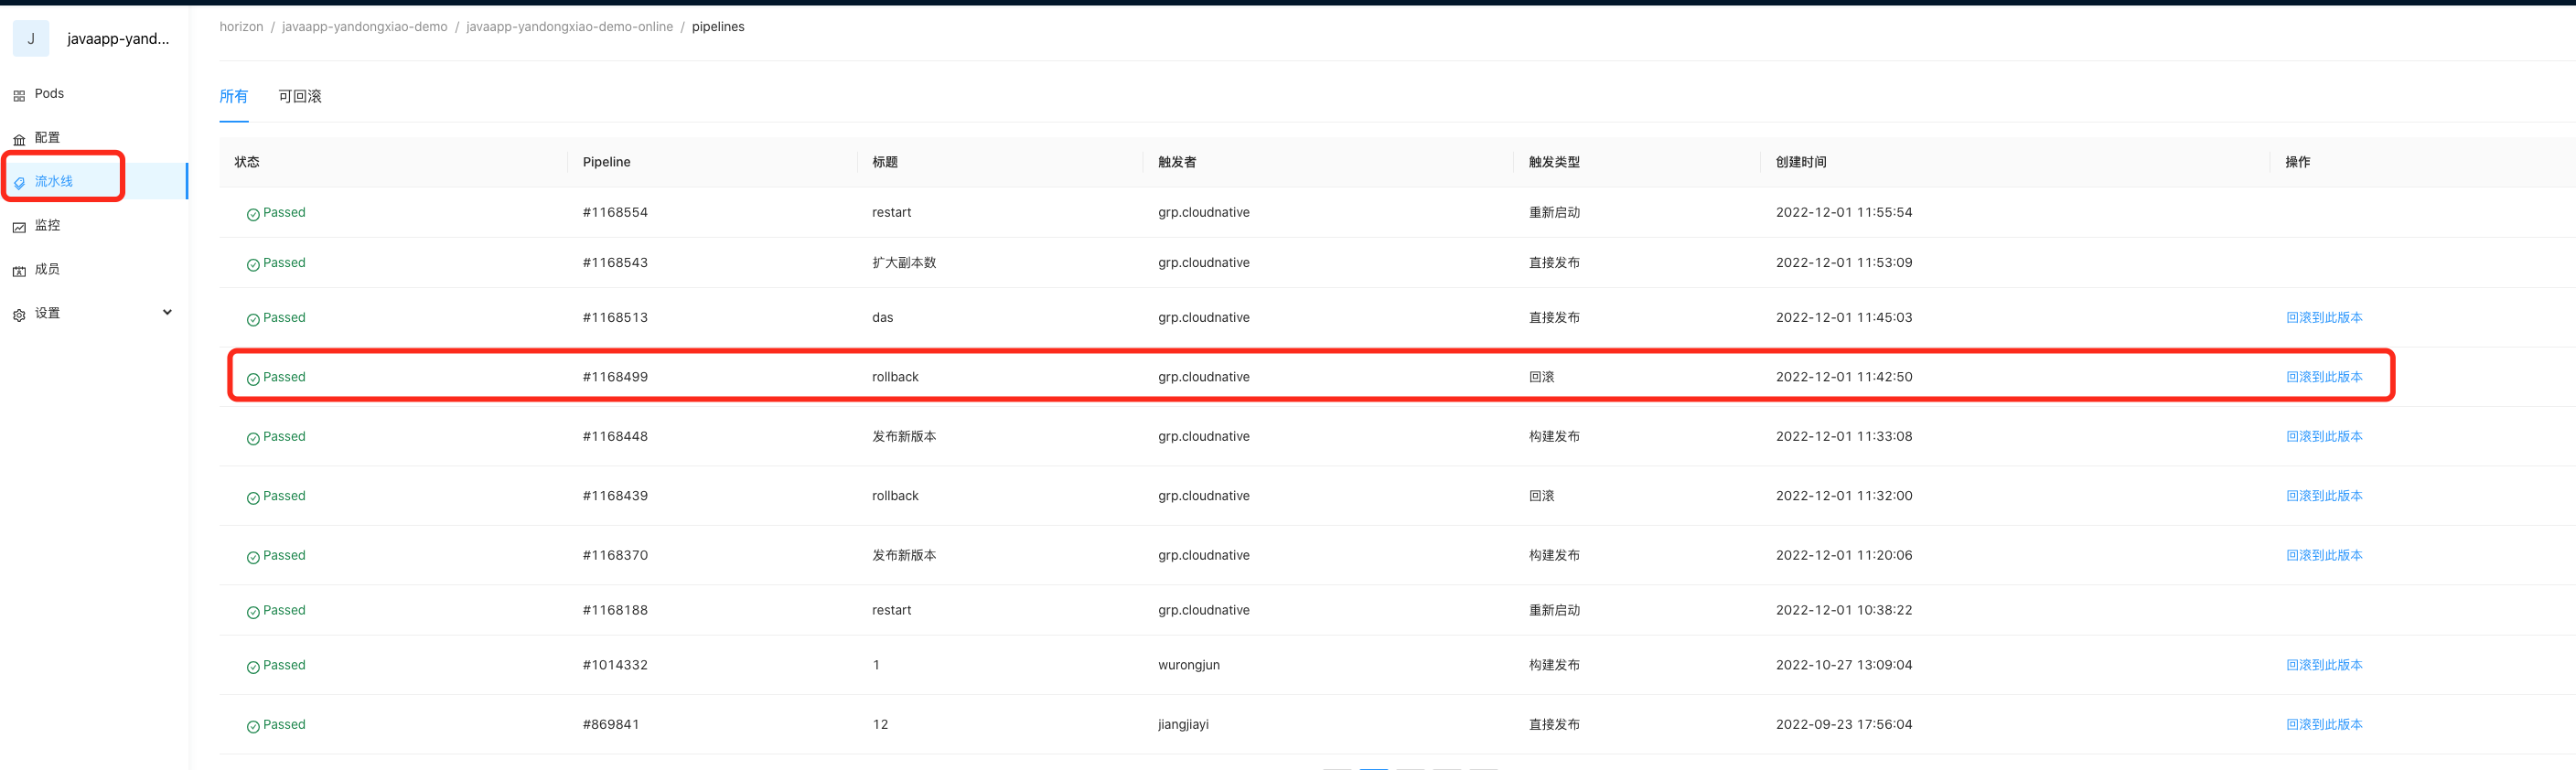 J javaapp-yand...
Pods
配置
流水线
监控
成员
设置
horizon / javaapp-yandongxiao-demo / javaapp-yandongxiao-demo-online / pipelines
所有 可回滚
状态 Pipeline 标题 触发者 触发类型 创建时间 操作
Passed #1168554 restart grp.cloudnative 重新启动 2022-12-01 11:55:54
Passed #1168543 扩大副本数 grp.cloudnative 直接发布 2022-12-01 11:53:09
Passed #1168513 das grp.cloudnative 直接发布 2022-12-01 11:45:03 回滚到此版本
Passed #1168499 rollback grp.cloudnative 回滚 2022-12-01 11:42:50 回滚到此版本
Passed #1168448 发布新版本 grp.cloudnative 构建发布 2022-12-01 11:33:08 回滚到此版本
Passed #1168439 rollback grp.cloudnative 回滚 2022-12-01 11:32:00 回滚到此版本
Passed #1168370 发布新版本 grp.cloudnative 构建发布 2022-12-01 11:20:06 回滚到此版本
Passed #1168188 restart grp.cloudnative 重新启动 2022-12-01 10:38:22
Passed #1014332 1 wurongjun 构建发布 2022-10-27 13:09:04 回滚到此版本
Passed #869841 12 jiangjiayi 直接发布 2022-09-23 17:56:04 回滚到此版本